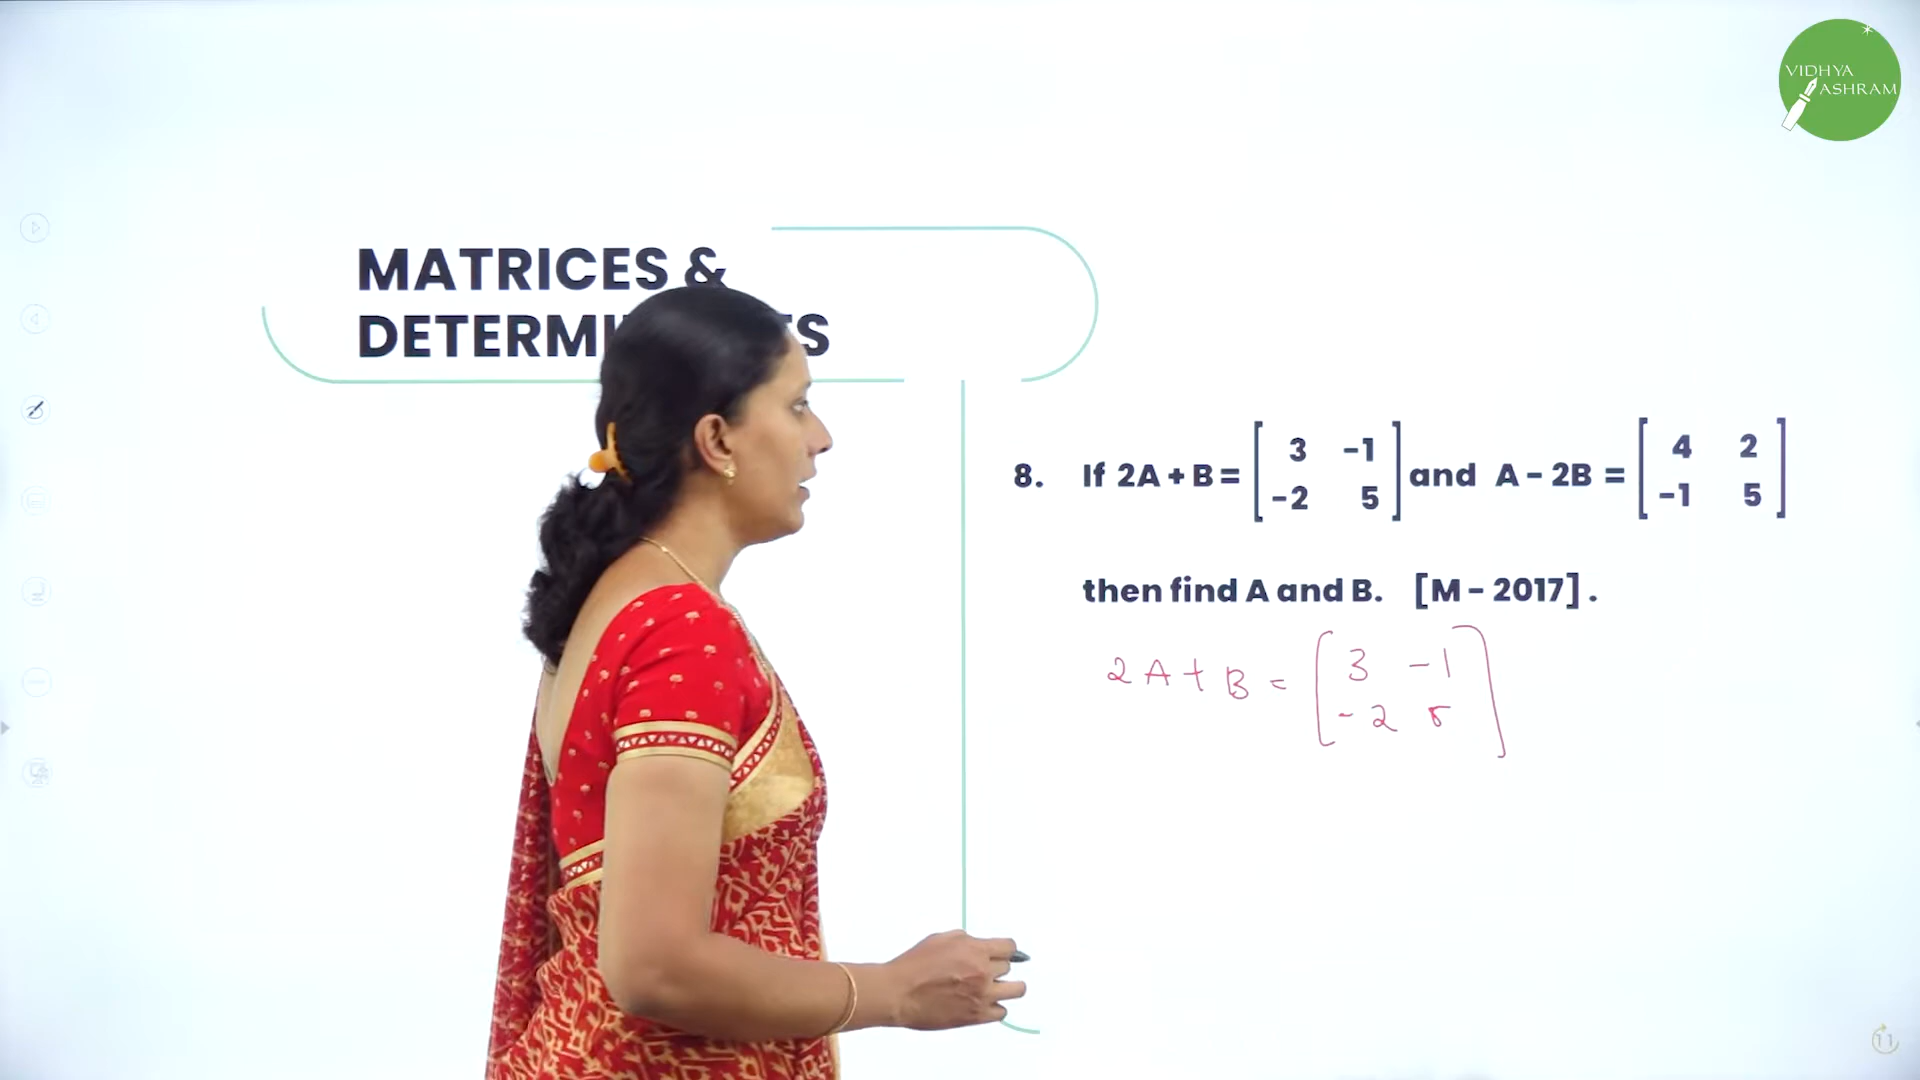 VIDHYA
ASHRAM
MATRICES &
8. If 2A + B = [ 3 -1 -2 5 ] and A - 2B = [ 4 2 -1 5 ]
then find A and B. [M - 2017] .
2A + B = [ 3 -1
-2 5 ]
11